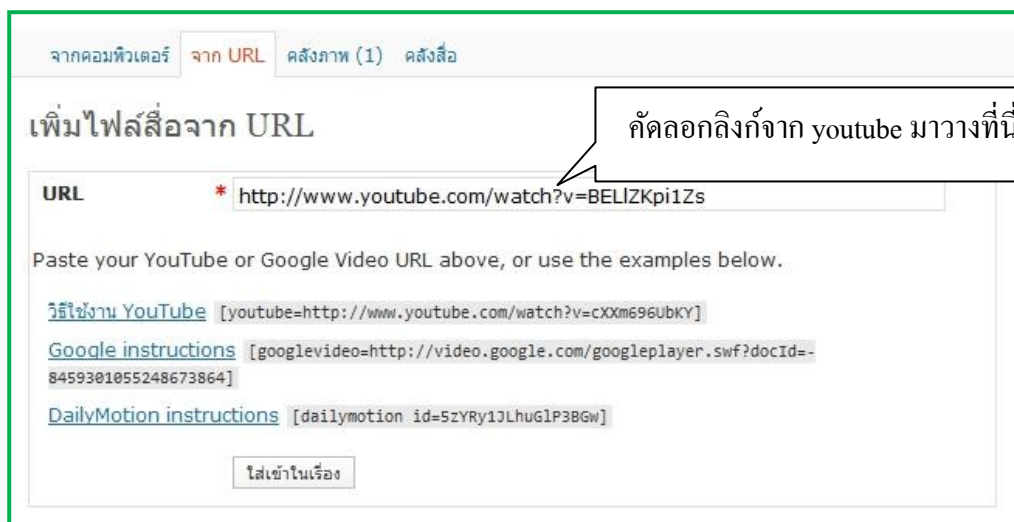 จากคอมพิวเตอร์ จาก URL คลังภาพ (1) คลังสื่อ
เพิ่มไฟล์สื่อจาก URL
คัดลอกลิงก์จาก youtube มาวางที่นี่
URL * http://www.youtube.com/watch?v=BELlZKpi1Zs
Paste your YouTube or Google Video URL above, or use the examples below.
วิธีใช้งาน YouTube [youtube=http://www.youtube.com/watch?v=cXXm696UbKY]
Google instructions [googlevideo=http://video.google.com/googleplayer.swf?docId=-
8459301055248673864]
DailyMotion instructions [dailymotion id=5zYRy1JLhuGlP3BGw]
ใส่เข้าในเรื่อง